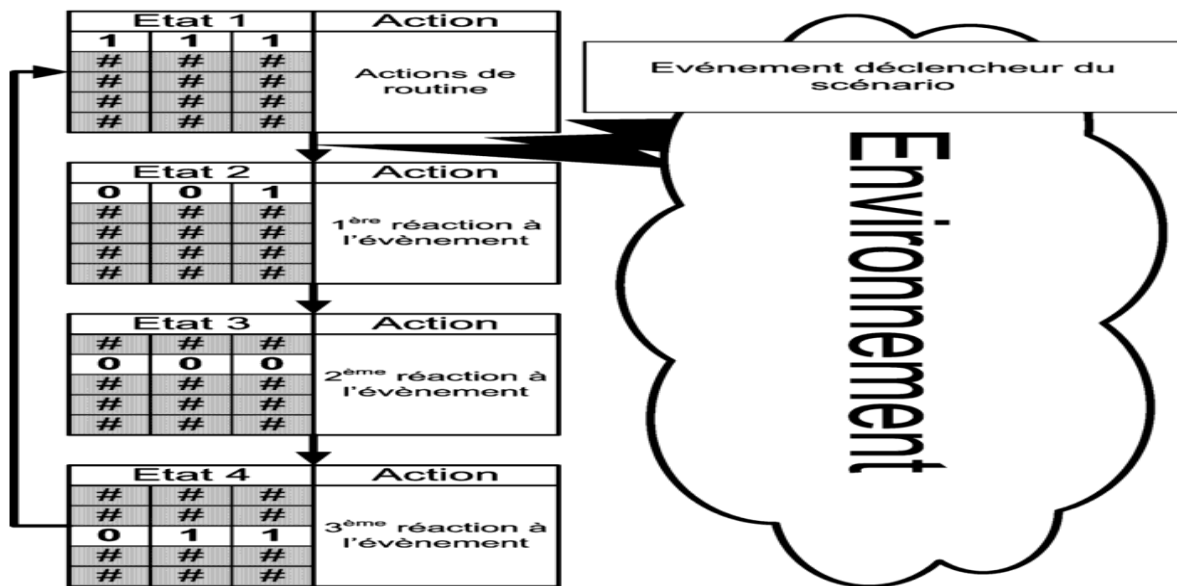 Etat 1 Action
1 1 1
# # #
# # #
# # #
# # #
Actions de
routine
Evénement déclencheur du
scénario
Environnement
Etat 2 Action
0 0 1
# # #
# # #
# # #
# # #
1ère réaction à
l'évènement
Etat 3 Action
# # #
0 0 0
# # #
# # #
# # #
2ème réaction à
l'évènement
Etat 4 Action
# # #
# # #
0 1 1
# # #
# # #
3ème réaction à
l'évènement